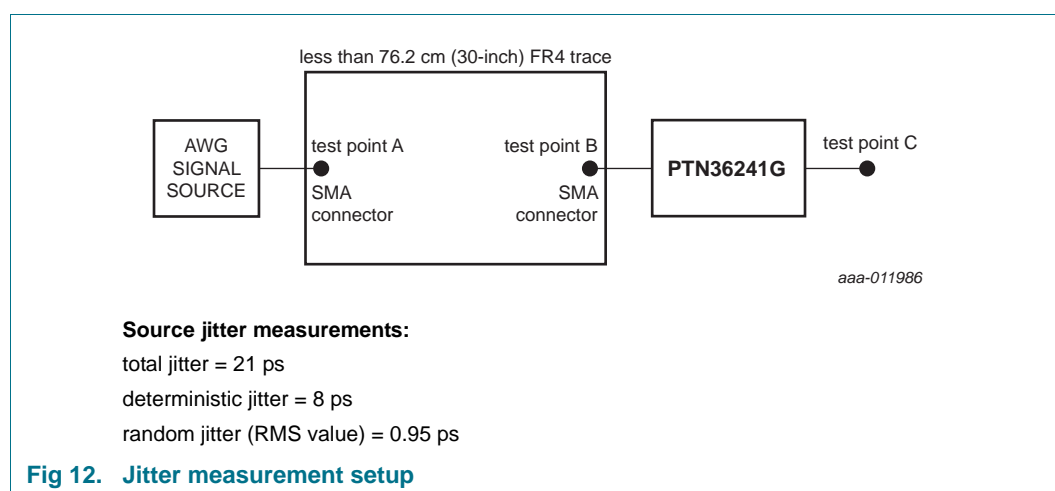 less than 76.2 cm (30-inch) FR4 trace
AWG
SIGNAL
SOURCE
test point A
SMA
connector
test point B
SMA
connector
PTN36241G
test point C
aaa-011986
Source jitter measurements:
total jitter = 21 ps
deterministic jitter = 8 ps
random jitter (RMS value) = 0.95 ps
Fig 12. Jitter measurement setup